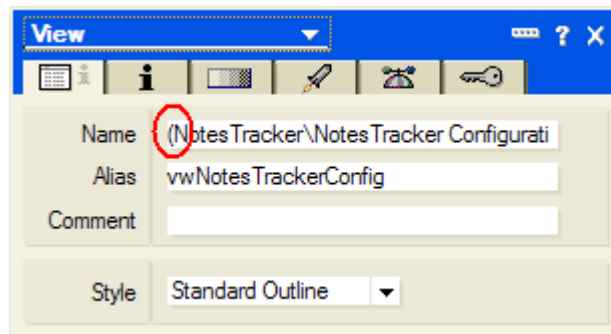 View
? X
i i
Name (NotesTracker\NotesTracker Configurati
Alias vwNotesTrackerConfig
Comment
Style Standard Outline